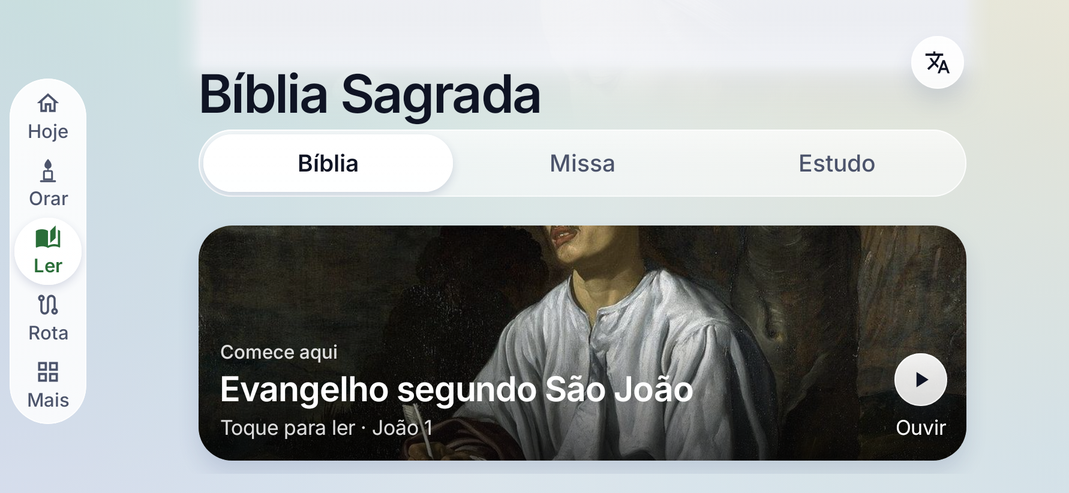 Bíblia Sagrada
Hoje
Orar
Ler
Rota
Mais
Bíblia
Missa
Estudo
Comece aqui
Evangelho segundo São João
Toque para ler · João 1
Ouvir